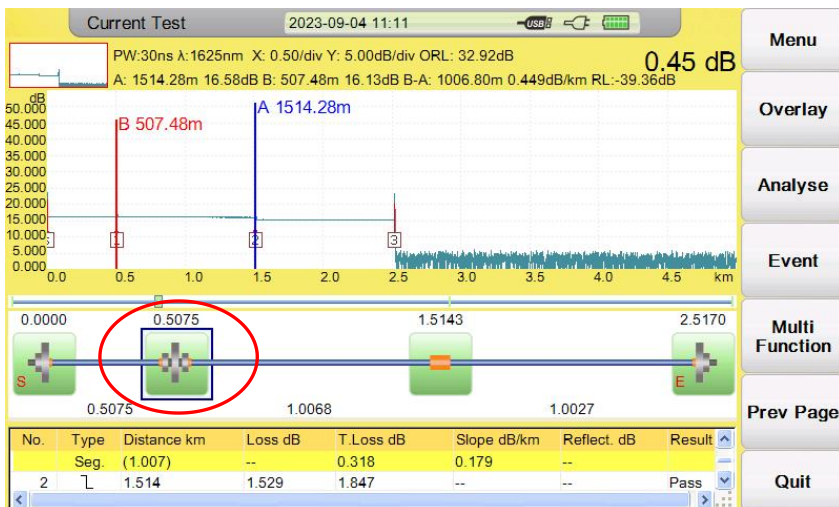 Current Test
2023-09-04 11:11
USB
PW:30ns λ:1625nm X: 0.50/div Y: 5.00dB/div ORL: 32.92dB
0.45 dB
A: 1514.28m 16.58dB B: 507.48m 16.13dB B-A: 1006.80m 0.449dB/km RL:-39.36dB
dB
50.000
45.000
40.000
35.000
30.000
25.000
20.000
15.000
10.000
5.000
0.000
B 507.48m
A 1514.28m
S
1
2
3
0.0 0.5 1.0 1.5 2.0 2.5 3.0 3.5 4.0 4.5 km
0.0000 0.5075 1.5143 2.5170
S
E
0.5075 1.0068 1.0027
No. Type Distance km Loss dB T.Loss dB Slope dB/km Reflect. dB Result
Seg. (1.007) -- 0.318 0.179 --
2 1.514 1.529 1.847 -- -- Pass
Menu
Overlay
Analyse
Event
Multi
Function
Prev Page
Quit